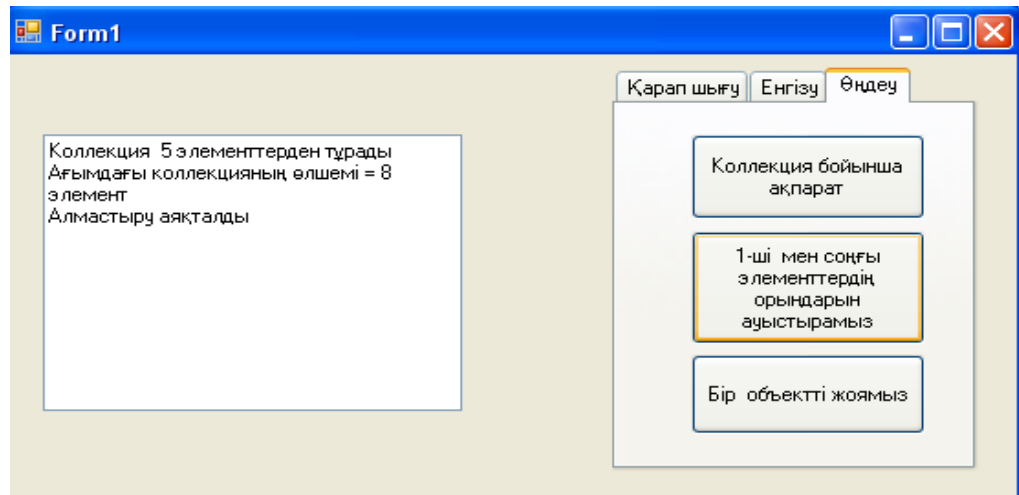 Form1
Қарап шығу Енгізу Өңдеу
Коллекция 5 элементтерден тұрады
Ағымдағы коллекцияның өлшемі = 8
элемент
Алмастыру аяқталды
Коллекция бойынша
ақпарат
1-ші мен соңғы
элементтердің
орындарын
ауыстырамыз
Бір объектті жоямыз